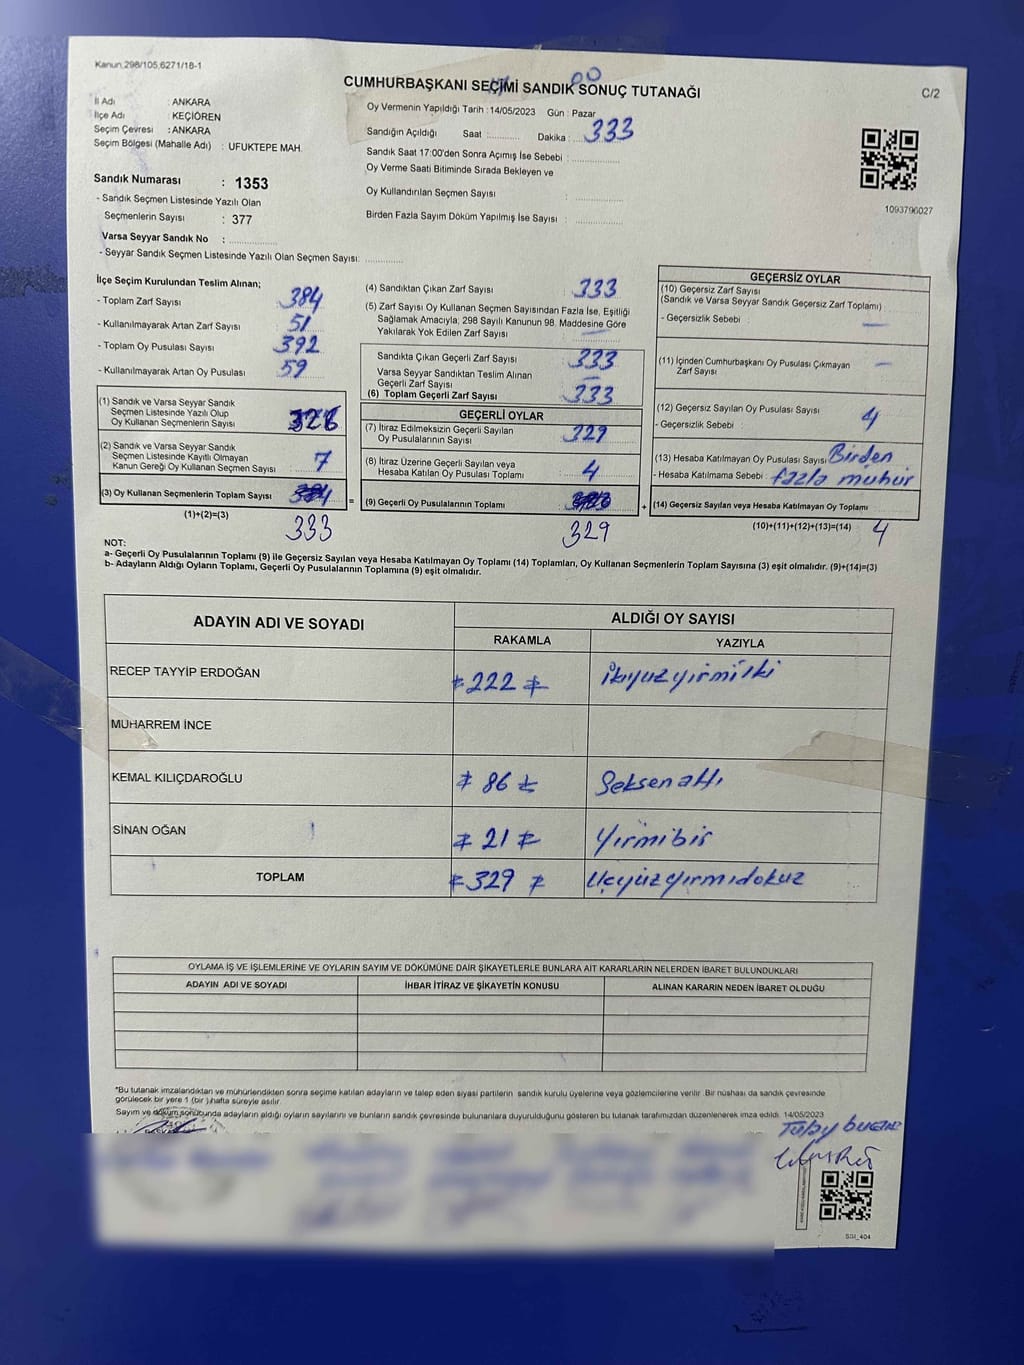 Kanun,298/105,6271/18-1
CUMHURBAŞKANI SEÇİMİ SANDIK SONUÇ TUTANAĞI
C/2
İl Adı : ANKARA
İlçe Adı : KEÇİÖREN
Seçim Çevresi : ANKARA
Seçim Bölgesi (Mahalle Adı) : UFUKTEPE MAH.
Oy Vermenin Yapıldığı Tarih : 14/05/2023 Gün : Pazar
Sandığın Açıldığı Saat :.......... Dakika : 333
00
Sandık Saat 17:00'den Sonra Açımış İse Sebebi : ...............
Oy Verme Saati Bitiminde Sırada Bekleyen ve
Oy Kullandırılan Seçmen Sayısı : ...............
Birden Fazla Sayım Döküm Yapılmış İse Sayısı : ...............
1093796027
Sandık Numarası : 1353
- Sandık Seçmen Listesinde Yazılı Olan
Seçmenlerin Sayısı : 377
Varsa Seyyar Sandık No : ...............
- Seyyar Sandık Seçmen Listesinde Yazılı Olan Seçmen Sayısı: ............
İlçe Seçim Kurulundan Teslim Alınan;
- Toplam Zarf Sayısı : 384
- Kullanılmayarak Artan Zarf Sayısı : 51
- Toplam Oy Pusulası Sayısı : 392
- Kullanılmayarak Artan Oy Pusulası : 59
(1) Sandık ve Varsa Seyyar Sandık
Seçmen Listesinde Yazılı Olup
Oy Kullanan Seçmenlerin Sayısı : 326
(2) Sandık ve Varsa Seyyar Sandık
Seçmen Listesinde Kayıtlı Olmayan
Kanun Gereği Oy Kullanan Seçmen Sayısı : 7
(3) Oy Kullanan Seçmenlerin Toplam Sayısı =
(1)+(2)=(3) 333
(4) Sandıktan Çıkan Zarf Sayısı : 333
(5) Zarf Sayısı Oy Kullanan Seçmen Sayısından Fazla İse, Eşitliği
Sağlamak Amacıyla; 298 Sayılı Kanunun 98. Maddesine Göre
Yakılarak Yok Edilen Zarf Sayısı : —
Sandıkta Çıkan Geçerli Zarf Sayısı : 333
Varsa Seyyar Sandıktan Teslim Alınan
Geçerli Zarf Sayısı : —
(6) Toplam Geçerli Zarf Sayısı : 333
GEÇERLİ OYLAR
(7) İtiraz Edilmeksizin Geçerli Sayılan
Oy Pusulalarının Sayısı : 329
(8) İtiraz Üzerine Geçerli Sayılan veya
Hesaba Katılan Oy Pusulası Toplamı : 4
(9) Geçerli Oy Pusulalarının Toplamı : +
329
GEÇERSİZ OYLAR
(10) Geçersiz Zarf Sayısı
(Sandık ve Varsa Seyyar Sandık Geçersiz Zarf Toplamı)
- Geçersizlik Sebebi : —
(11) İçinden Cumhurbaşkanı Oy Pusulası Çıkmayan
Zarf Sayısı : —
(12) Geçersiz Sayılan Oy Pusulası Sayısı : 4
- Geçersizlik Sebebi :
(13) Hesaba Katılmayan Oy Pusulası Sayısı : Birden
- Hesaba Katılmama Sebebi : fazla muhur
(14) Geçersiz Sayılan veya Hesaba Katılmayan Oy Toplamı
(10)+(11)+(12)+(13)=(14) 4
NOT:
a- Geçerli Oy Pusulalarının Toplamı (9) ile Geçersiz Sayılan veya Hesaba Katılmayan Oy Toplamı (14) Toplamları, Oy Kullanan Seçmenlerin Toplam Sayısına (3) eşit olmalıdır. (9)+(14)=(3)
b- Adayların Aldığı Oyların Toplamı, Geçerli Oy Pusulalarının Toplamına (9) eşit olmalıdır.
ADAYIN ADI VE SOYADI ALDIĞI OY SAYISI
RAKAMLA YAZIYLA
RECEP TAYYİP ERDOĞAN 222 İkiyüzyirmiİki
MUHARREM İNCE
KEMAL KILIÇDAROĞLU 86 Seksenaltı
SİNAN OĞAN 21 Yirmibir
TOPLAM 329 Üçyüzyirmidokuz
OYLAMA İŞ VE İŞLEMLERİNE VE OYLARIN SAYIM VE DÖKÜMÜNE DAİR ŞİKAYETLERLE BUNLARA AİT KARARLARIN NELERDEN İBARET BULUNDUKLARI
ADAYIN ADI VE SOYADI İHBAR İTİRAZ VE ŞİKAYETİN KONUSU ALINAN KARARIN NEDEN İBARET OLDUĞU
*Bu tutanak imzalandıktan ve mühürlendikten sonra seçime katılan adayların ve talep eden siyasi partilerin sandık kurulu üyelerine veya gözlemcilerine verilir. Bir nüshası da sandık çevresinde
görülecek bir yere 1 (bir )hafta süreyle asılır.
Sayım ve döküm sonucunda adayların aldığı oyların sayılarını ve bunların sandık çevresinde bulunanlara duyurulduğunu gösteren bu tutanak tarafımızdan düzenlenerek imza edildi. 14/05/2023